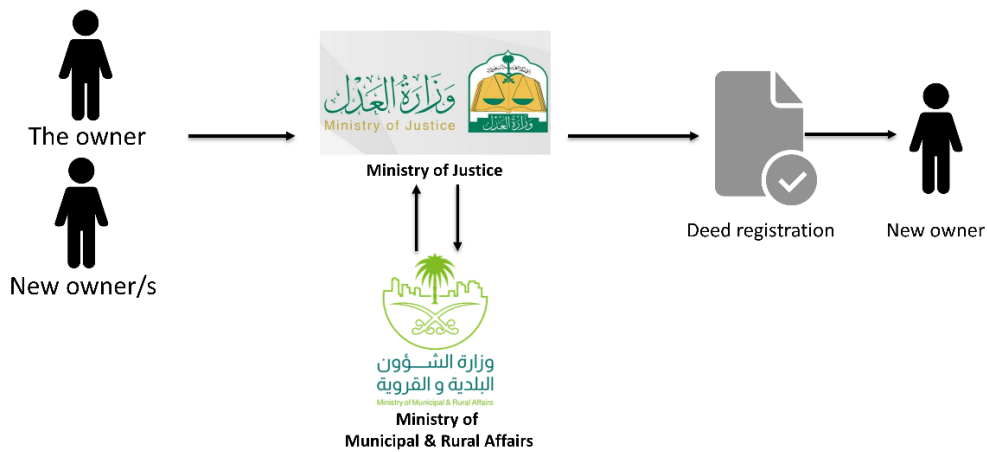 The owner
New owner/s
وزارة العدل
Ministry of Justice
وزارة العدل
Ministry of Justice
وزارة الشـــؤون
البلدية و القروية
Ministry of Municipal & Rural Affairs
Ministry of
Municipal & Rural Affairs
Deed registration
New owner